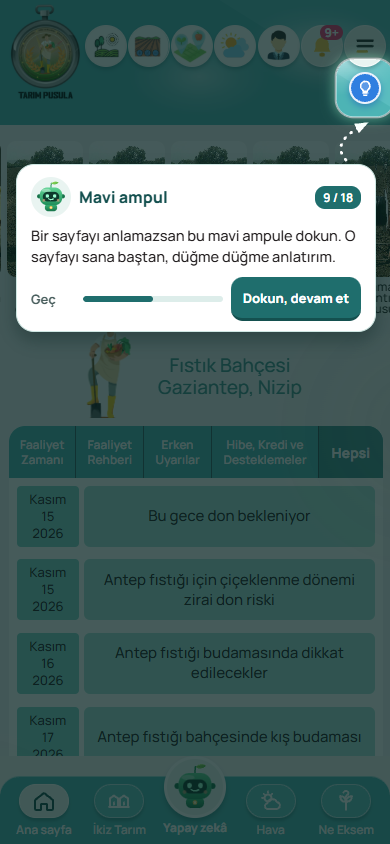 TARIM PUSULA
9+
Mavi ampul
9 / 18
Bir sayfayı anlamazsan bu mavi ampule dokun. O
sayfayı sana baştan, düğme düğme anlatırım.
Geç
Dokun, devam et
Fıstık Bahçesi
Gaziantep, Nizip
Faaliyet
Zamanı
Faaliyet
Rehberi
Erken
Uyarılar
Hibe, Kredi ve
Desteklemeler
Hepsi
Kasım
15
2026
Bu gece don bekleniyor
Kasım
15
2026
Antep fıstığı için çiçeklenme dönemi
zirai don riski
Kasım
16
2026
Antep fıstığı budamasında dikkat
edilecekler
Kasım
17
2026
Antep fıstığı bahçesinde kış budaması
Ana sayfa
İkiz Tarım
Yapay zekâ
Hava
Ne Eksem